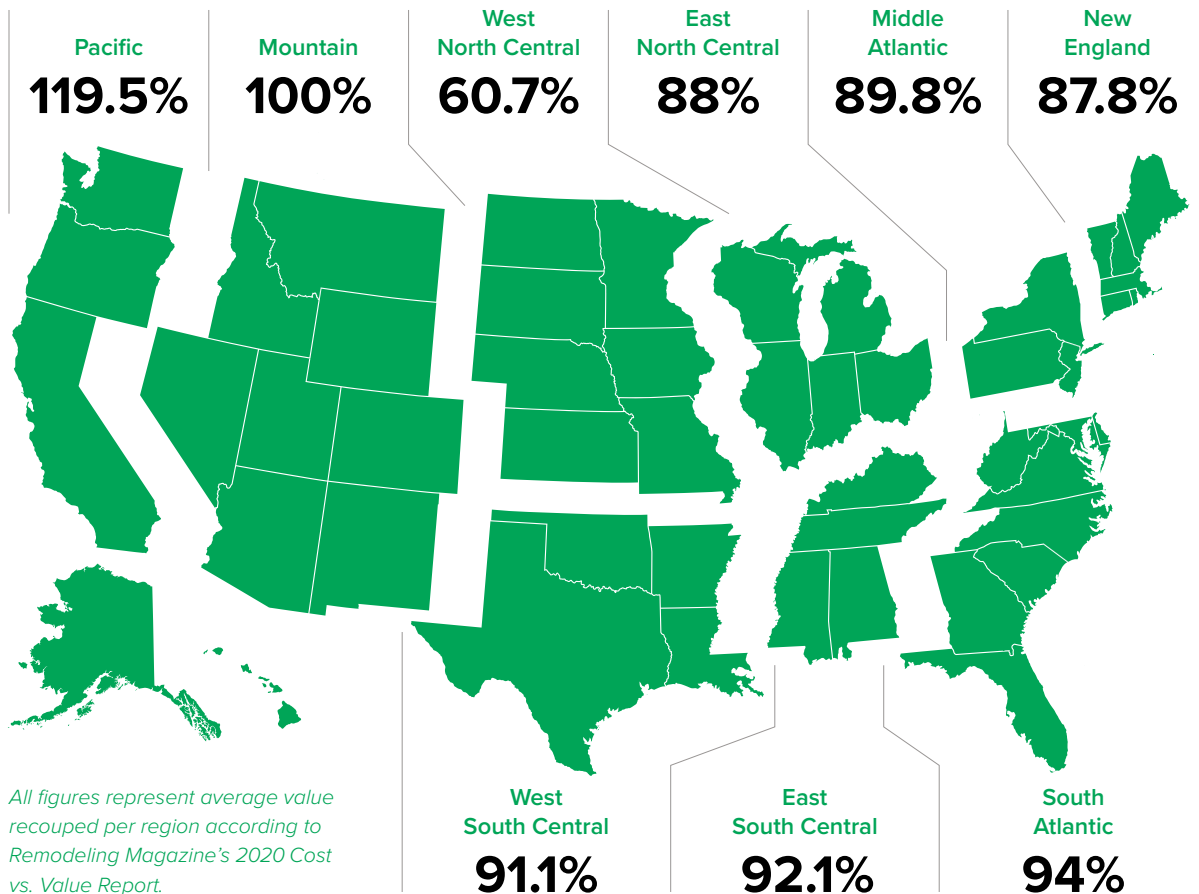 Pacific
119.5%
Mountain
100%
West
North Central
60.7%
East
North Central
88%
Middle
Atlantic
89.8%
New
England
87.8%
All figures represent average value
recouped per region according to
Remodeling Magazine’s 2020 Cost
vs. Value Report.
West
South Central
91.1%
East
South Central
92.1%
South
Atlantic
94%